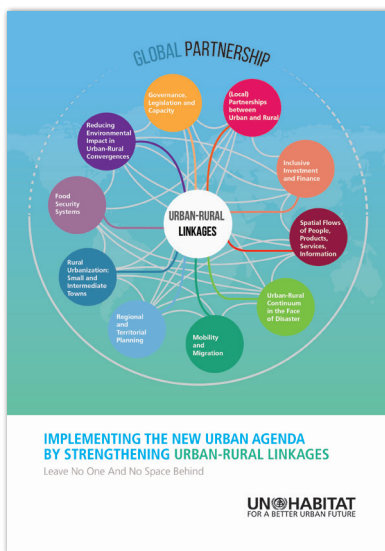 GLOBAL PARTNERSHIP
Governance,
Legislation and
Capacity
(Local)
Partnerships
between
Urban and Rural
Reducing
Environmental
Impact in
Urban-Rural
Convergences
Inclusive
Investment
and Finance
Food
Security
Systems
URBAN-RURAL
LINKAGES
Spatial Flows
of People,
Products,
Services,
Information
Rural
Urbanization:
Small and
Intermediate
Towns
Urban-Rural
Continuum
in the Face
of Disaster
Regional
and
Territorial
Planning
Mobility
and
Migration
IMPLEMENTING THE NEW URBAN AGENDA
BY STRENGTHENING URBAN-RURAL LINKAGES
Leave No One And No Space Behind
UN HABITAT
FOR A BETTER URBAN FUTURE